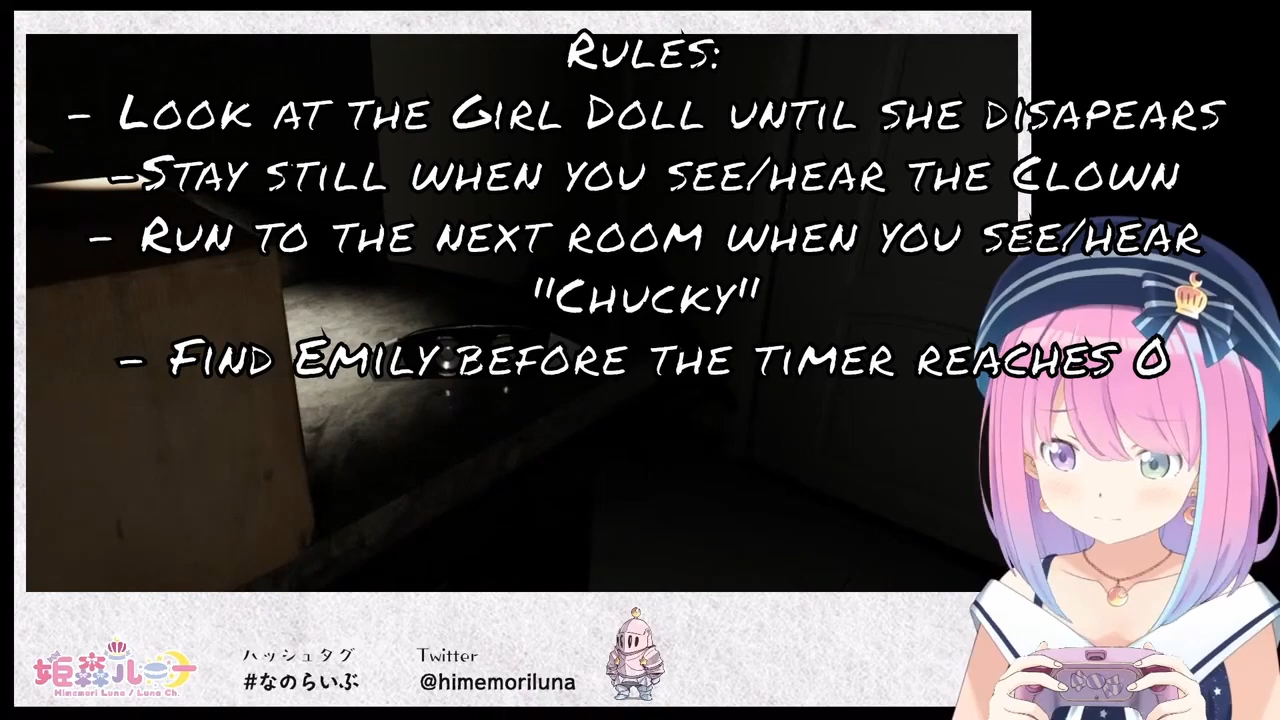 RULES:
- LOOK AT THE GIRL DOLL UNTIL SHE DISAPEARS
-STAY STILL WHEN YOU SEE/HEAR THE CLOWN
- RUN TO THE NEXT ROOM WHEN YOU SEE/HEAR
"CHUCKY"
- FIND EMILY BEFORE THE TIMER REACHES 0
姫森ルーナ
Himemori Luna / Luna Ch.
ハッシュタグ
#なのらいぶ
Twitter
@himemoriluna